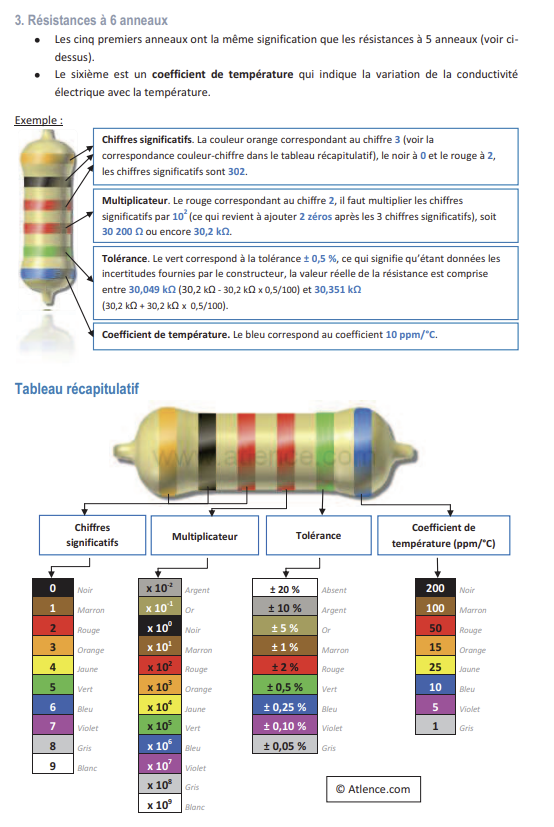 3. Résistances à 6 anneaux
● Les cinq premiers anneaux ont la même signification que les résistances à 5 anneaux (voir ci-
dessus).
● Le sixième est un coefficient de température qui indique la variation de la conductivité
électrique avec la température.
Exemple :
Chiffres significatifs. La couleur orange correspondant au chiffre 3 (voir la
correspondance couleur-chiffre dans le tableau récapitulatif), le noir à 0 et le rouge à 2,
les chiffres significatifs sont 302.
Multiplicateur. Le rouge correspondant au chiffre 2, il faut multiplier les chiffres
significatifs par 10² (ce qui revient à ajouter 2 zéros après les 3 chiffres significatifs), soit
30 200 Ω ou encore 30,2 kΩ.
Tolérance. Le vert correspond à la tolérance ± 0,5 %, ce qui signifie qu'étant données les
incertitudes fournies par le constructeur, la valeur réelle de la résistance est comprise
entre 30,049 kΩ (30,2 kΩ - 30,2 kΩ x 0,5/100) et 30,351 kΩ
(30,2 kΩ + 30,2 kΩ x 0,5/100).
Coefficient de température. Le bleu correspond au coefficient 10 ppm/°C.
Tableau récapitulatif
www.atlence.com
Chiffres
significatifs
Multiplicateur
Tolérance
Coefficient de
température (ppm/°C)
0 Noir
1 Marron
2 Rouge
3 Orange
4 Jaune
5 Vert
6 Bleu
7 Violet
8 Gris
9 Blanc
x 10⁻² Argent
x 10⁻¹ Or
x 10⁰ Noir
x 10¹ Marron
x 10² Rouge
x 10³ Orange
x 10⁴ Jaune
x 10⁵ Vert
x 10⁶ Bleu
x 10⁷ Violet
x 10⁸ Gris
x 10⁹ Blanc
± 20 % Absent
± 10 % Argent
± 5 % Or
± 1 % Marron
± 2 % Rouge
± 0,5 % Vert
± 0,25 % Bleu
± 0,10 % Violet
± 0,05 % Gris
200 Noir
100 Marron
50 Rouge
15 Orange
25 Jaune
10 Bleu
5 Violet
1 Gris
© Atlence.com